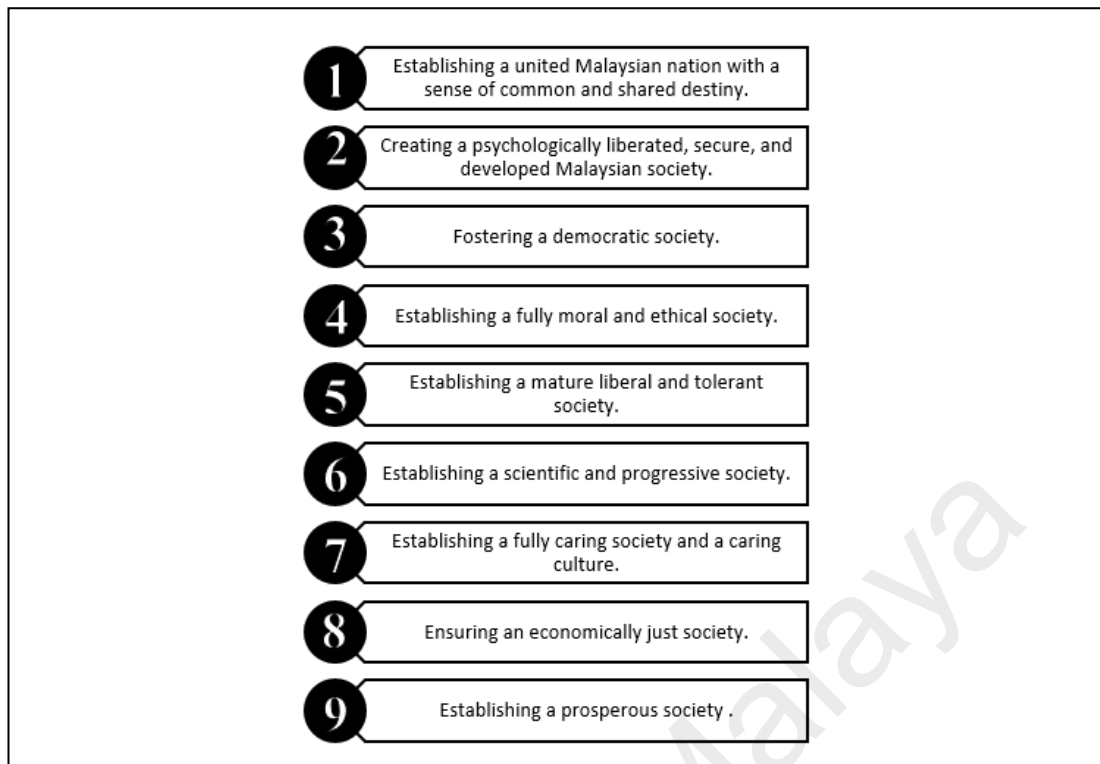 1
Establishing a united Malaysian nation with a
sense of common and shared destiny.
2
Creating a psychologically liberated, secure, and
developed Malaysian society.
3
Fostering a democratic society.
4
Establishing a fully moral and ethical society.
5
Establishing a mature liberal and tolerant
society.
6
Establishing a scientific and progressive society.
7
Establishing a fully caring society and a caring
culture.
8
Ensuring an economically just society.
9
Establishing a prosperous society .
Malaya